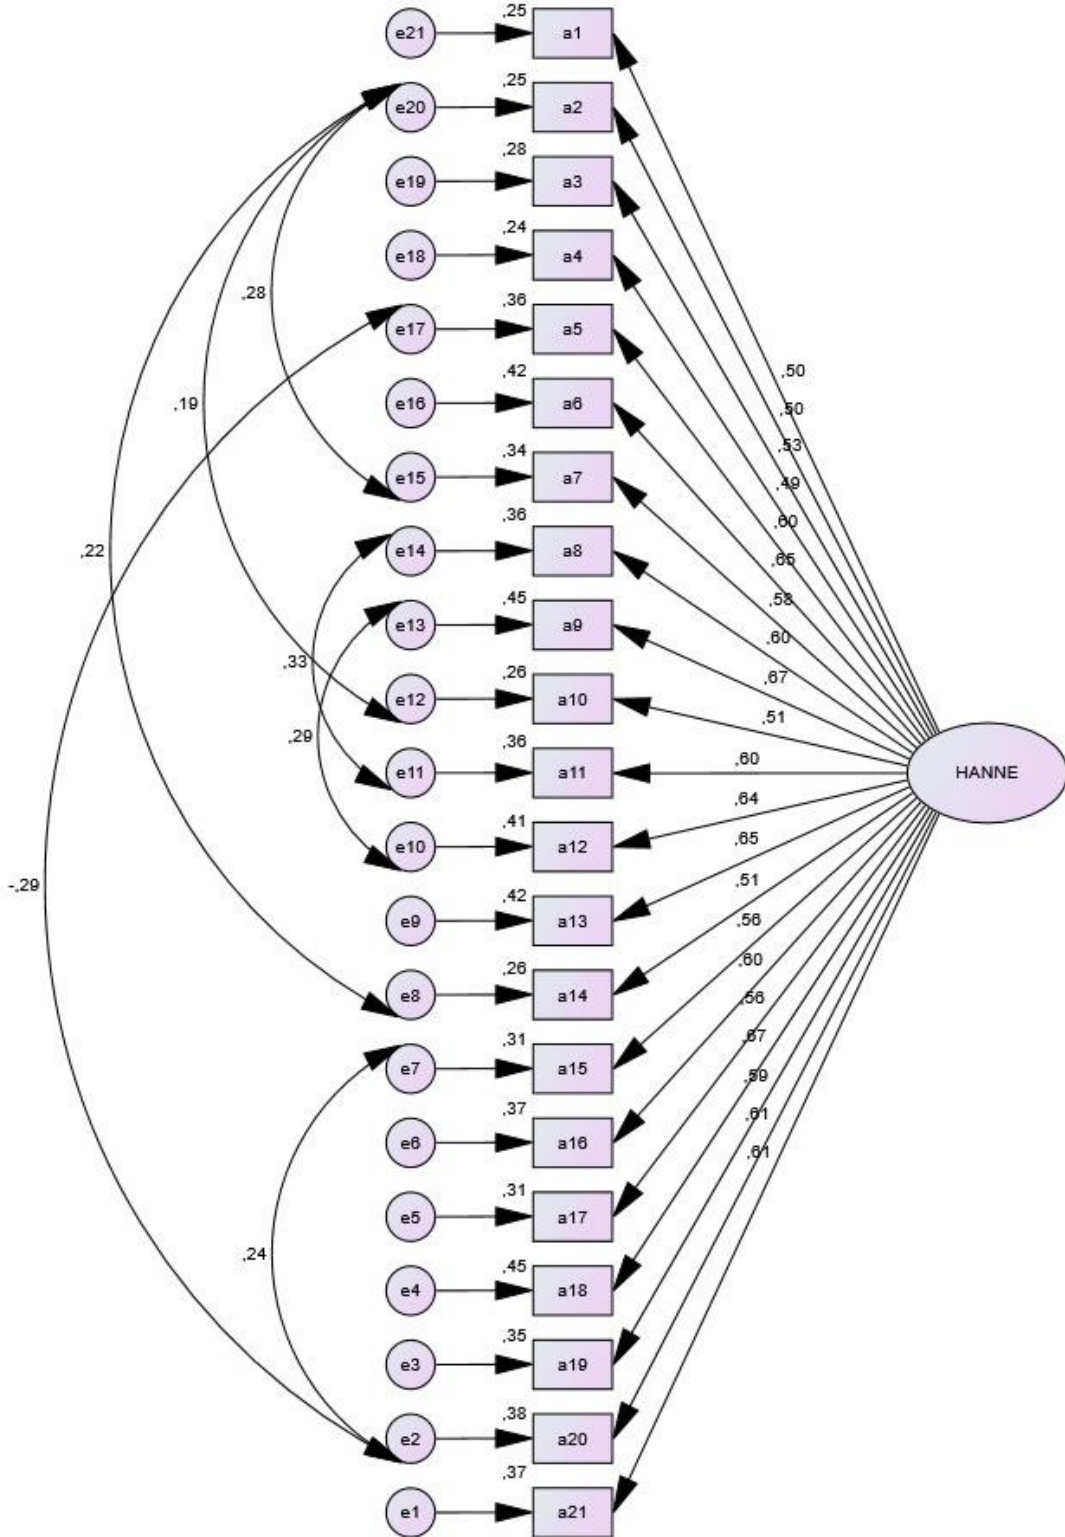 ,25
e21 a1
,25
e20 a2
,28
e19 a3
,24
e18 a4
,28
,36
e17 a5
,50
,42
e16 a6
,19
,50
,34
,53
e15 a7
,49
,36
,60
e14 a8
,22
,65
,45
,58
e13 a9
,60
,33
,26
,67
e12 a10
,51
,29
,36
,60
e11 a11
HANNE
,64
,41
e10 a12
,65
-,29
,51
,42
e9 a13
,56
,26
,60
e8 a14
,56
,31
,67
e7 a15
,59
,37
,61
e6 a16
,61
,31
e5 a17
,24
,45
e4 a18
,35
e3 a19
,38
e2 a20
,37
e1 a21